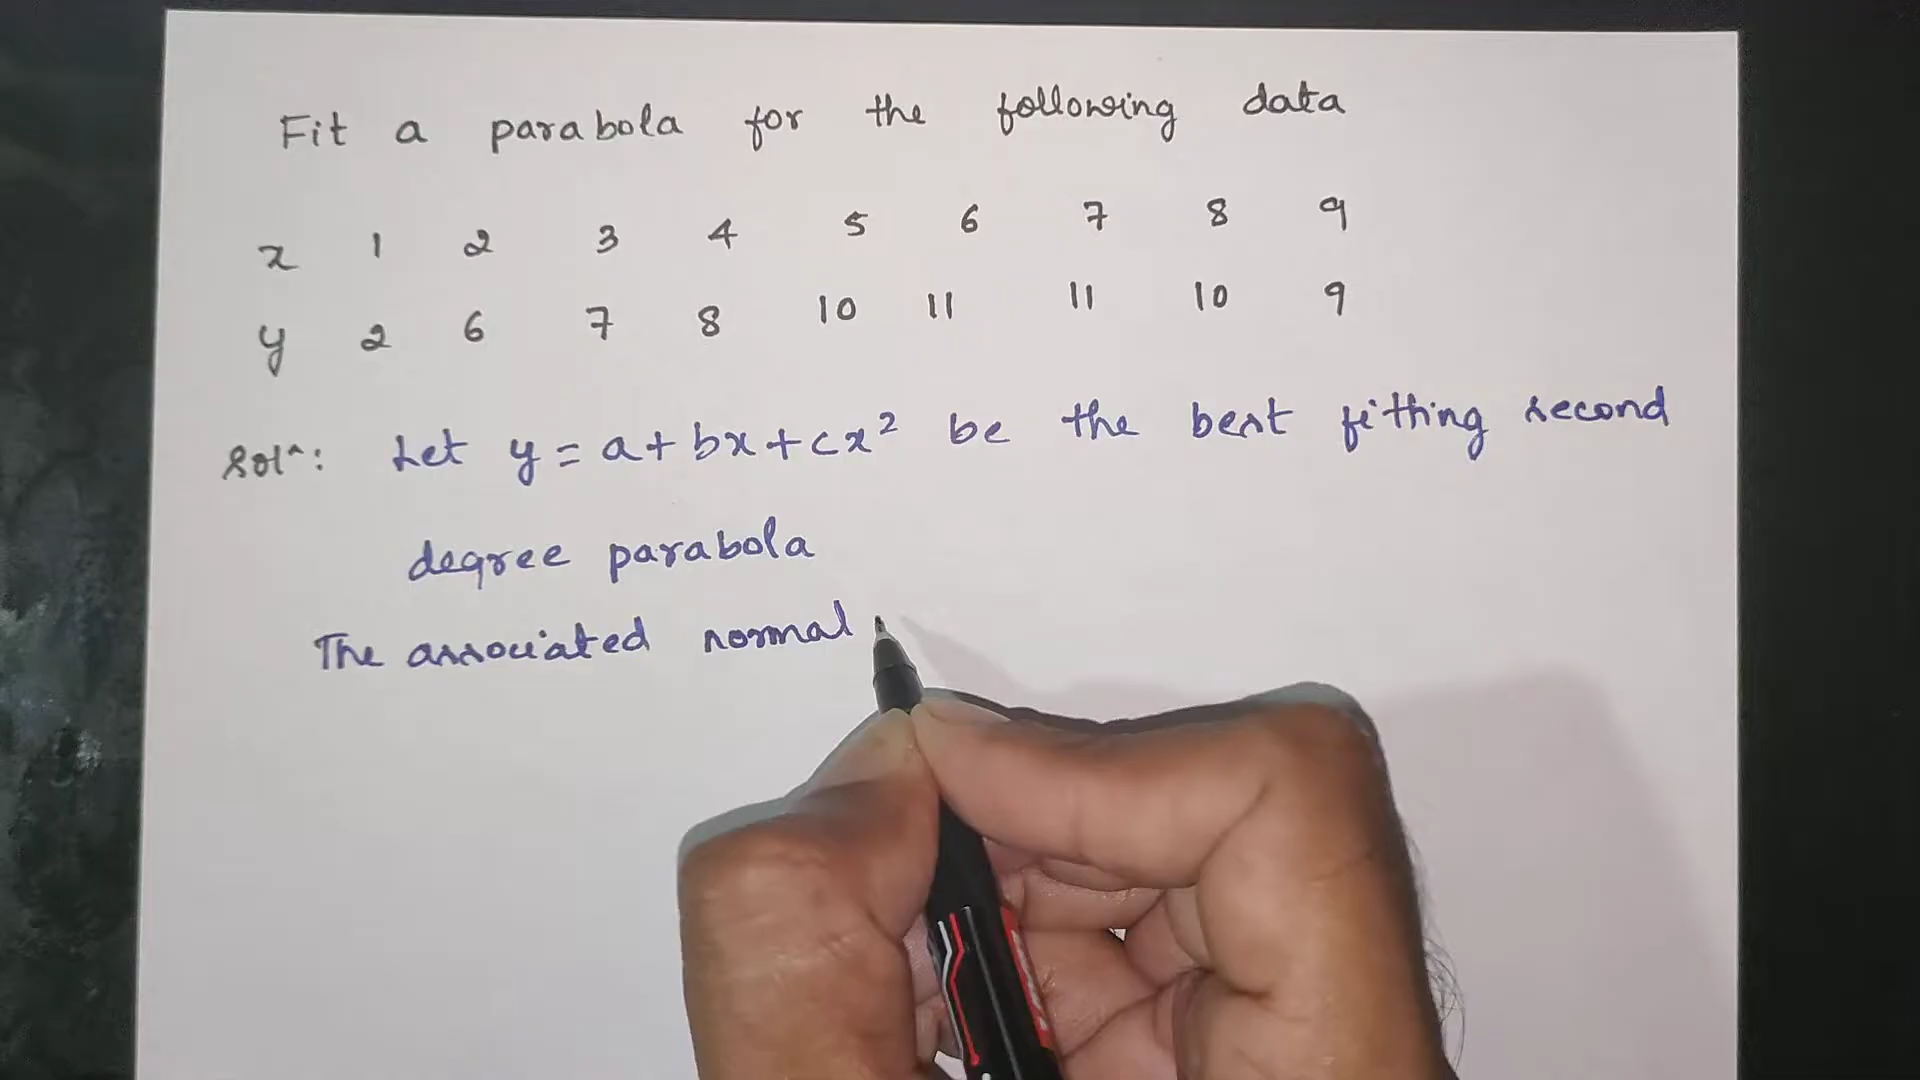 Fit a parabola for the following data
x 1 2 3 4 5 6 7 8 9
y 2 6 7 8 10 11 11 10 9
Solⁿ: Let y = a + bx + cx² be the best fitting second
degree parabola
The associated normal